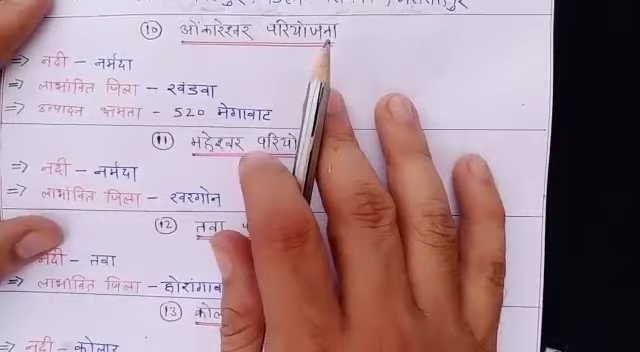 ⑩ ओंकारेश्वर परियोजना
⇒ नदी - नर्मदा
⇒ लाभांवित जिला - खंडवा
⇒ उत्पादन क्षमता - 520 मेगावाट
⑪ महेश्वर परियो
⇒ नदी - नर्मदा
⇒ लाभांवित जिला - खरगोन
⑫ तवा
नदी - तवा
⇒ लाभांवित जिला - होशंगाब
⑬ कोल
⇒ नदी - कोलार